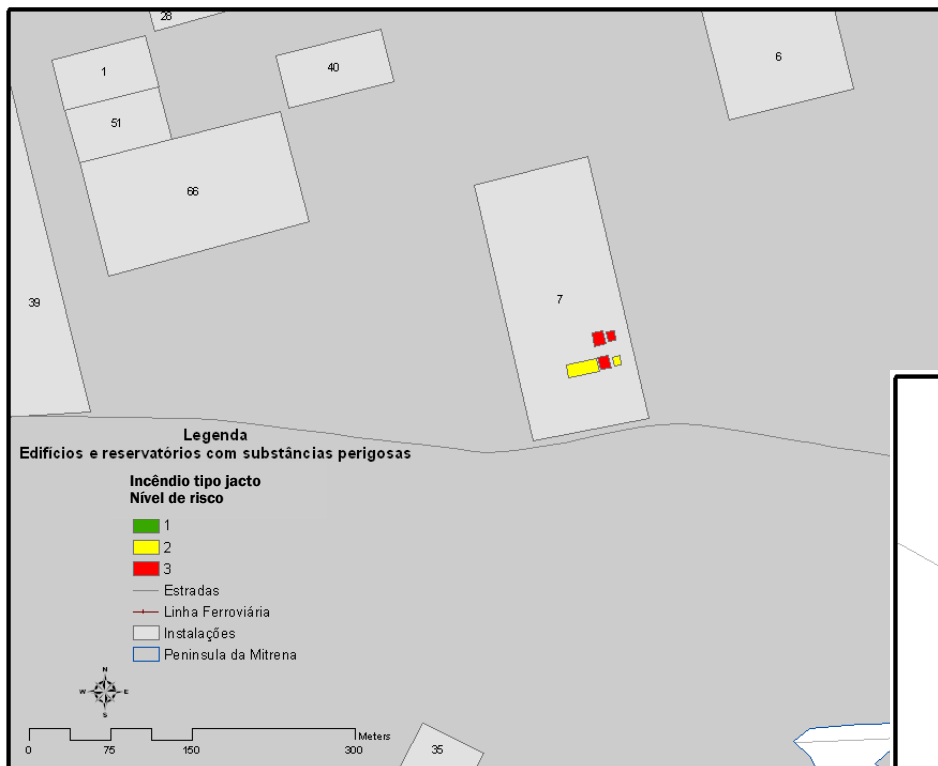 28
1
40
6
51
66
7
39
Legenda
Edifícios e reservatórios com substâncias perigosas
Incêndio tipo jacto
Nível de risco
1
2
3
Estradas
Linha Ferroviária
Instalações
Peninsula da Mitrena
N
W E
S
Meters
0 75 150 300
35